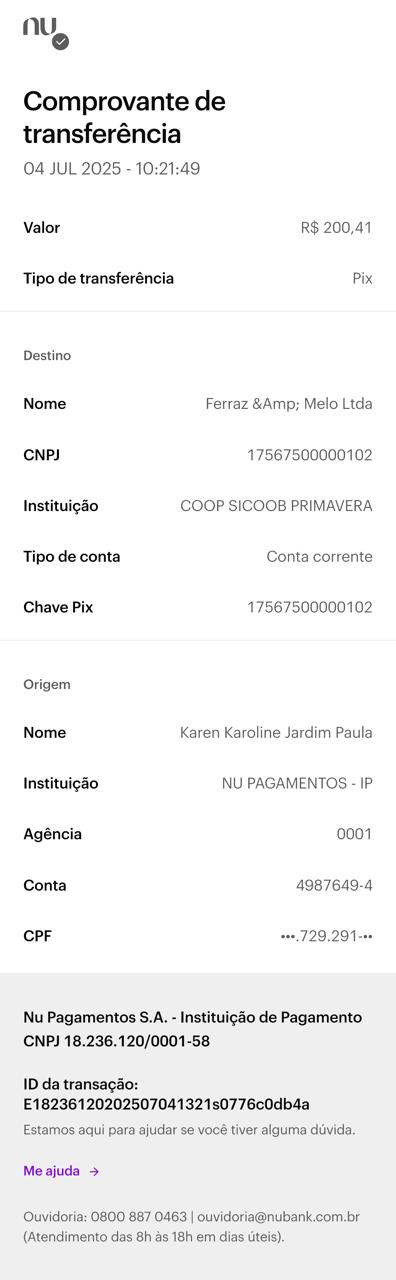 nu
Comprovante de
transferência
04 JUL 2025 - 10:21:49
Valor R$ 200,41
Tipo de transferência Pix
Destino
Nome Ferraz &Amp; Melo Ltda
CNPJ 17567500000102
Instituição COOP SICOOB PRIMAVERA
Tipo de conta Conta corrente
Chave Pix 17567500000102
Origem
Nome Karen Karoline Jardim Paula
Instituição NU PAGAMENTOS - IP
Agência 0001
Conta 4987649-4
CPF •••.729.291-••
Nu Pagamentos S.A. - Instituição de Pagamento
CNPJ 18.236.120/0001-58
ID da transação:
E18236120202507041321s0776c0db4a
Estamos aqui para ajudar se você tiver alguma dúvida.
Me ajuda →
Ouvidoria: 0800 887 0463 | ouvidoria@nubank.com.br
(Atendimento das 8h às 18h em dias úteis).